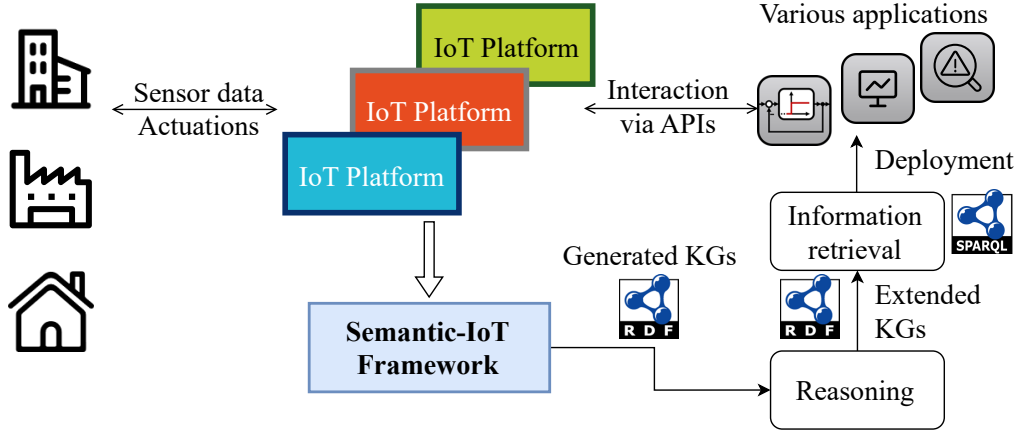 Various applications
IoT Platform
IoT Platform
IoT Platform
Sensor data
Actuations
Interaction
via APIs
Deployment
Information
retrieval
SPARQL
Generated KGs
RDF
RDF
Extended
KGs
Semantic-IoT
Framework
Reasoning